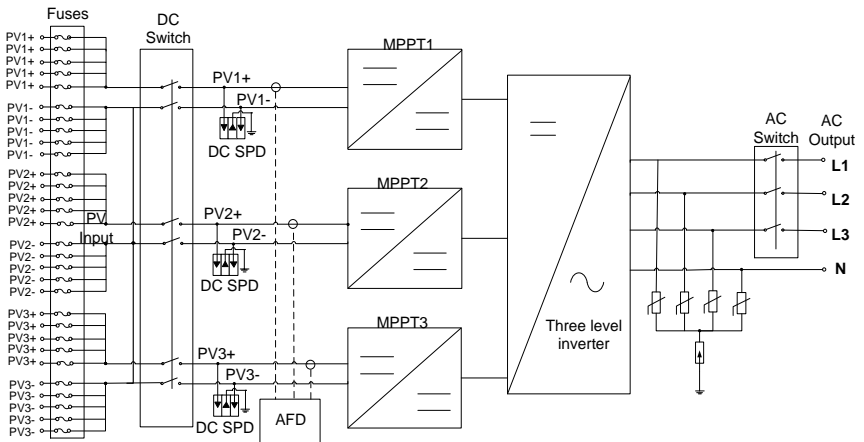 Fuses
DC
Switch
PV1+
PV1+
PV1+
PV1+
PV1+
PV1-
PV1-
PV1-
PV1-
PV1-
PV2+
PV2+
PV2+
PV2+
PV2+
PV
Input
PV2-
PV2-
PV2-
PV2-
PV2-
PV3+
PV3+
PV3+
PV3+
PV3+
PV3-
PV3-
PV3-
PV3-
PV3-
PV1+
PV1-
DC SPD
PV2+
PV2-
DC SPD
PV3+
PV3-
DC SPD
AFD
MPPT1
MPPT2
MPPT3
Three level
inverter
AC
Switch
AC
Output
L1
L2
L3
N